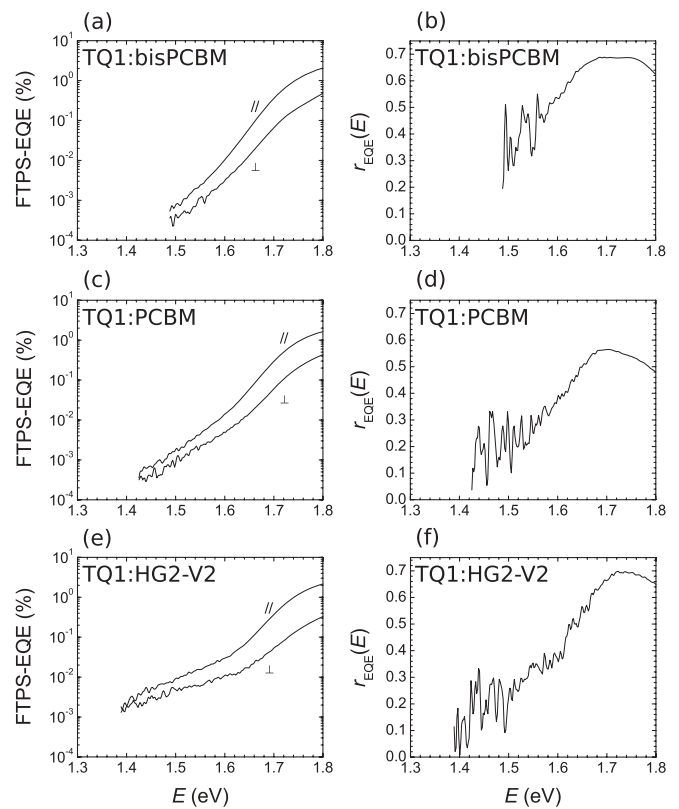 (a) (b)
TQ1:bisPCBM TQ1:bisPCBM
FTPS-EQE (%)
10¹
10⁰
10⁻¹
10⁻²
10⁻³
10⁻⁴
//
⊥
1.3 1.4 1.5 1.6 1.7 1.8
r_EQE(E)
0.7
0.6
0.5
0.4
0.3
0.2
0.1
0.0
1.3 1.4 1.5 1.6 1.7 1.8
(c) (d)
TQ1:PCBM TQ1:PCBM
FTPS-EQE (%)
10¹
10⁰
10⁻¹
10⁻²
10⁻³
10⁻⁴
//
⊥
1.3 1.4 1.5 1.6 1.7 1.8
r_EQE(E)
0.7
0.6
0.5
0.4
0.3
0.2
0.1
0.0
1.3 1.4 1.5 1.6 1.7 1.8
(e) (f)
TQ1:HG2-V2 TQ1:HG2-V2
FTPS-EQE (%)
10¹
10⁰
10⁻¹
10⁻²
10⁻³
10⁻⁴
//
⊥
1.3 1.4 1.5 1.6 1.7 1.8
E (eV)
r_EQE(E)
0.7
0.6
0.5
0.4
0.3
0.2
0.1
0.0
1.3 1.4 1.5 1.6 1.7 1.8
E (eV)